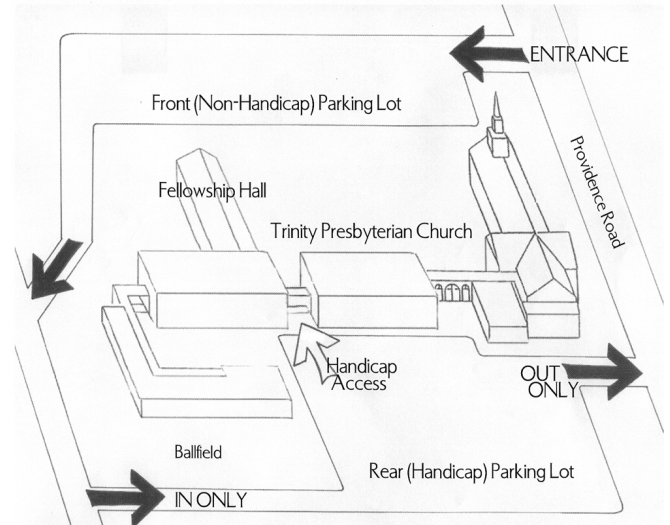 ENTRANCE
Front (Non-Handicap) Parking Lot
Providence Road
Fellowship Hall
Trinity Presbyterian Church
Handicap
Access
OUT
ONLY
Ballfield
Rear (Handicap) Parking Lot
IN ONLY